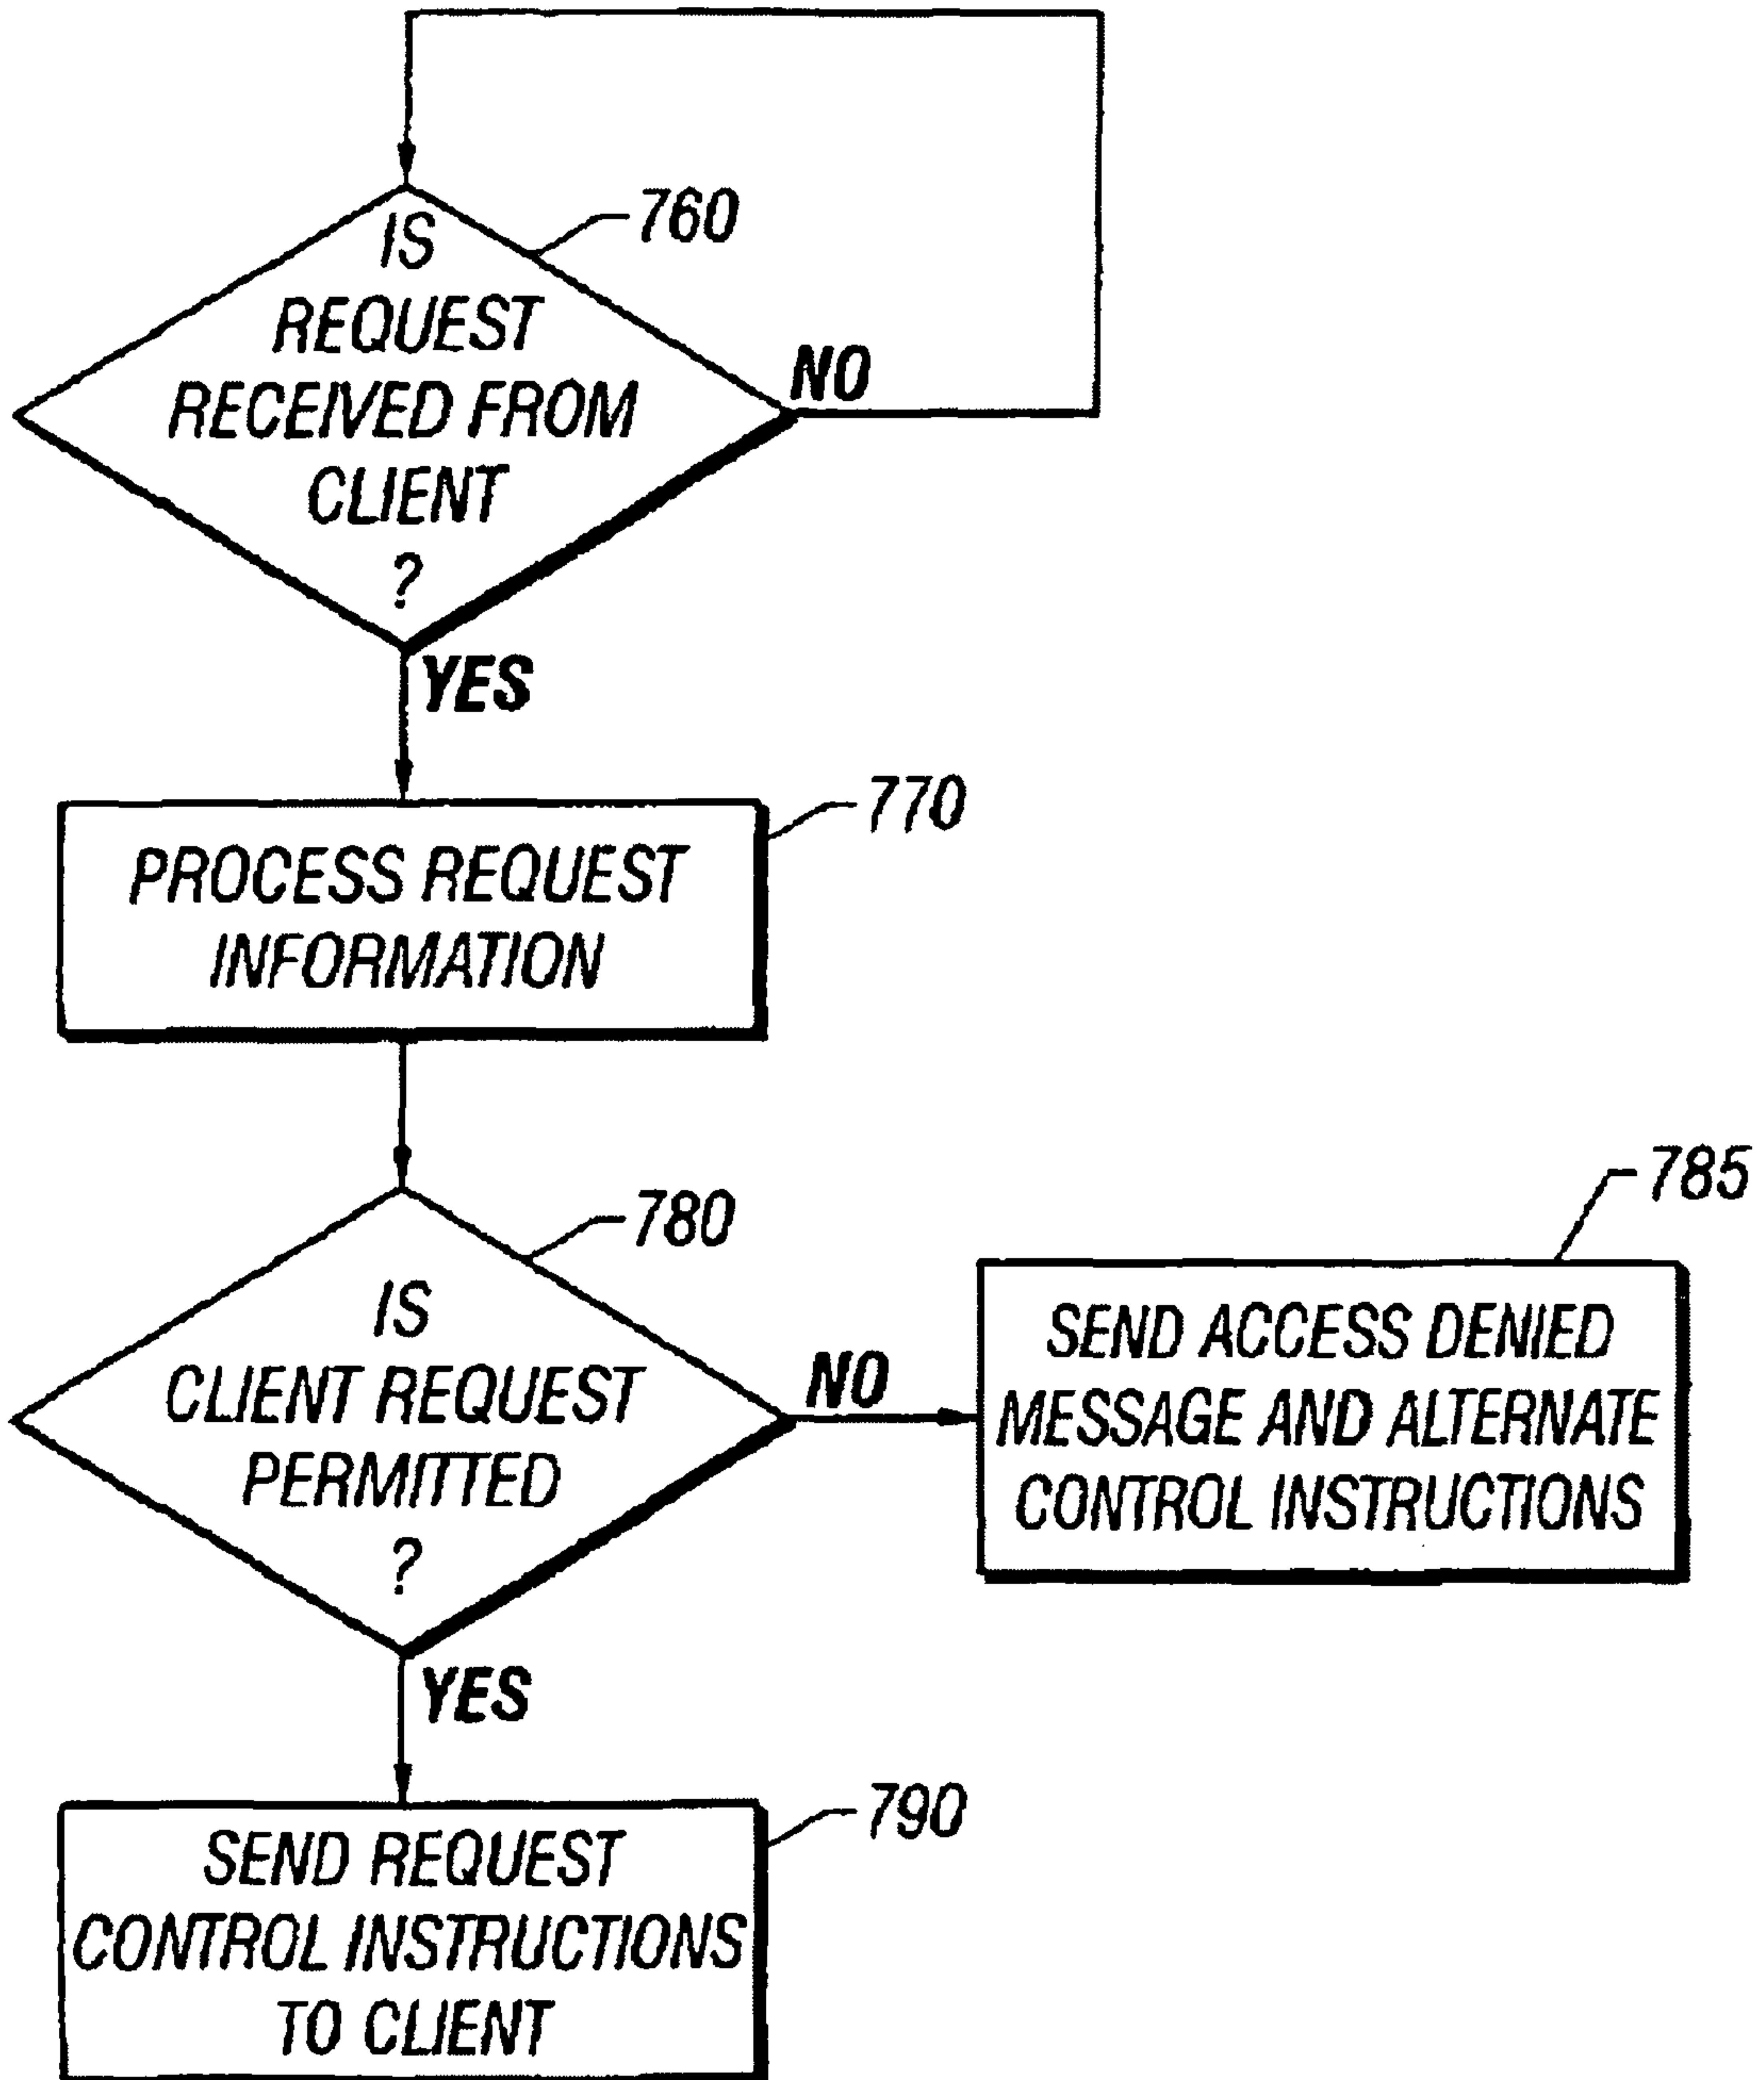 760
IS
REQUEST
RECEIVED FROM
CLIENT
?
NO
YES
770
PROCESS REQUEST
INFORMATION
780
IS
CLIENT REQUEST
PERMITTED
?
NO
YES
785
SEND ACCESS DENIED
MESSAGE AND ALTERNATE
CONTROL INSTRUCTIONS
790
SEND REQUEST
CONTROL INSTRUCTIONS
TO CLIENT